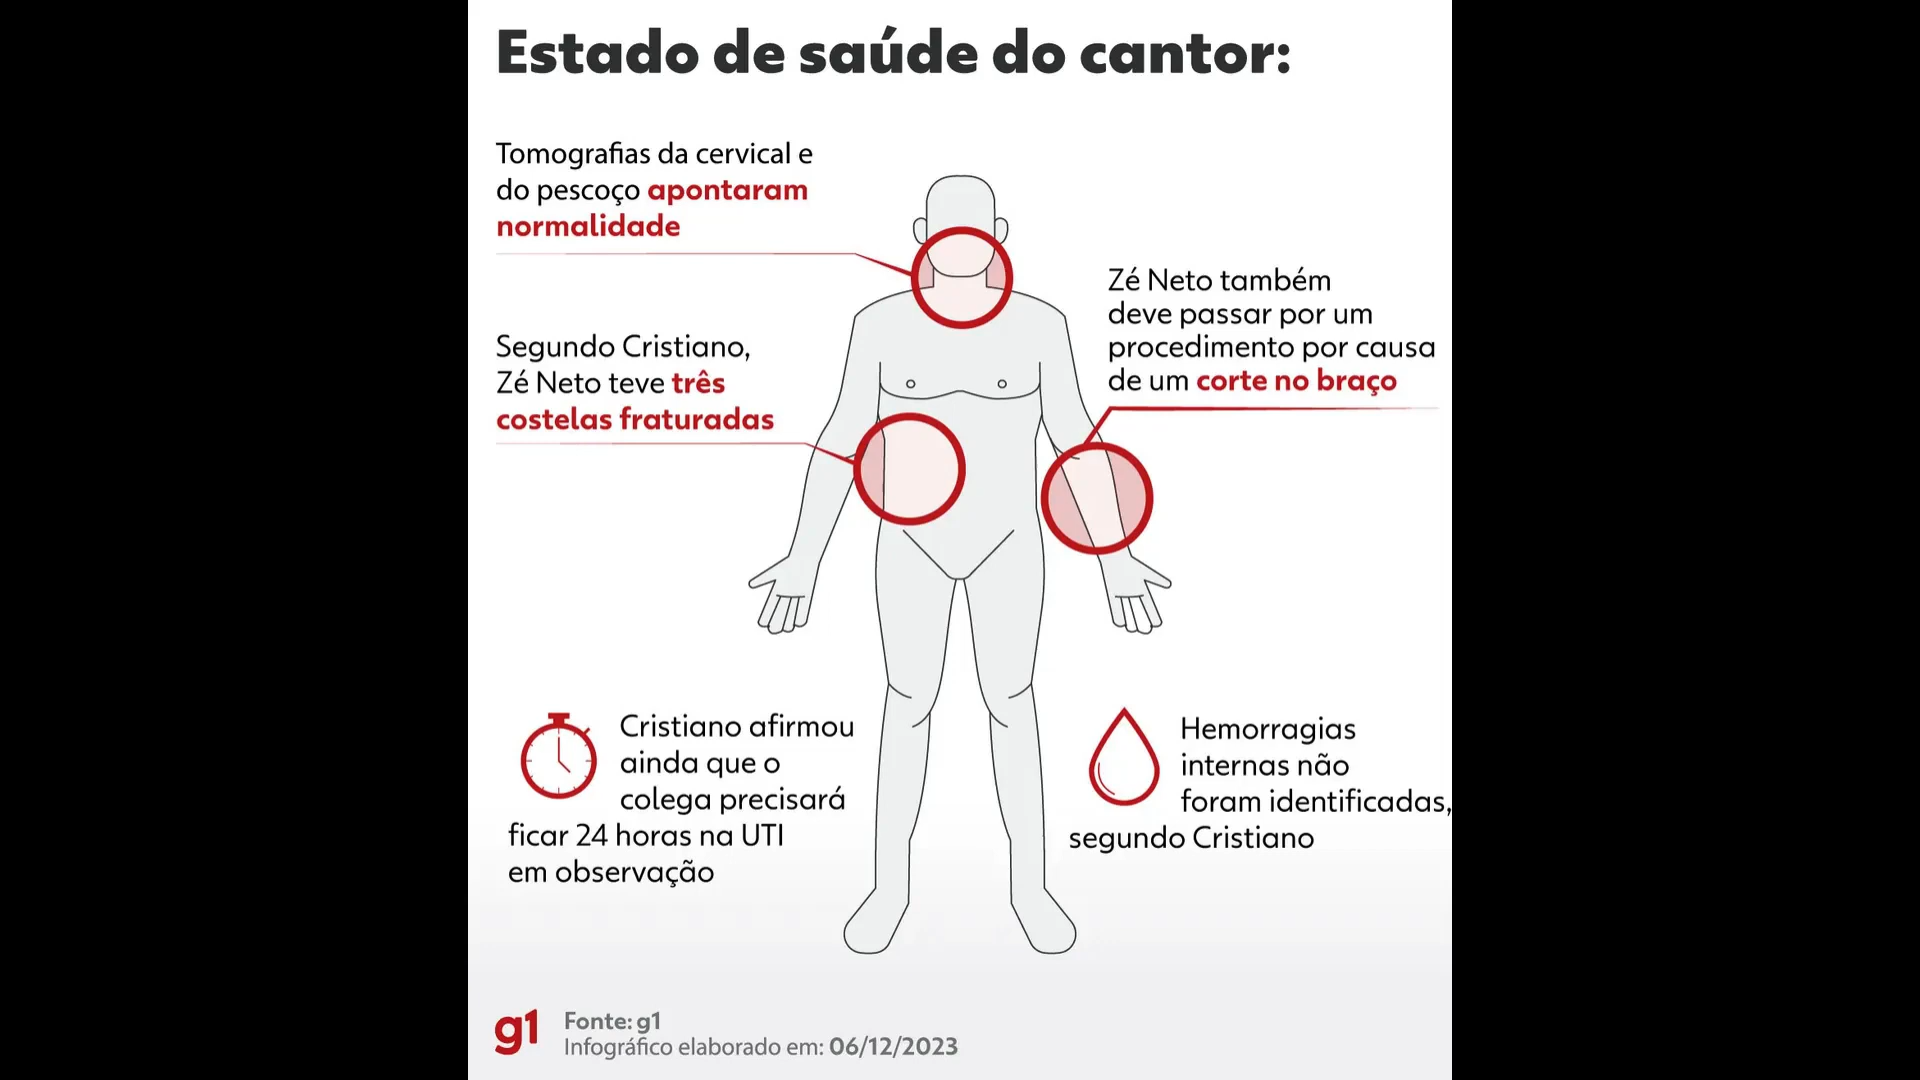 Estado de saúde do cantor:
Tomografias da cervical e
do pescoço apontaram
normalidade
Segundo Cristiano,
Zé Neto teve três
costelas fraturadas
Zé Neto também
deve passar por um
procedimento por causa
de um corte no braço
Cristiano afirmou
ainda que o
colega precisará
ficar 24 horas na UTI
em observação
Hemorragias
internas não
foram identificadas,
segundo Cristiano
g1
Fonte: g1
Infográfico elaborado em: 06/12/2023